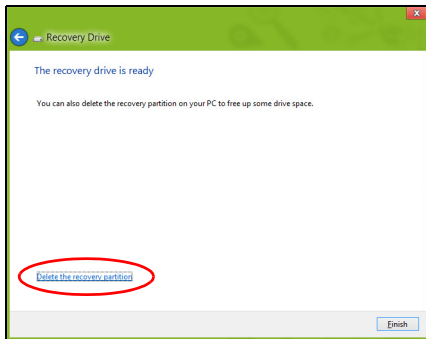 Recovery Drive
The recovery drive is ready
You can also delete the recovery partition on your PC to free up some drive space.
Delete the recovery partition
Finish